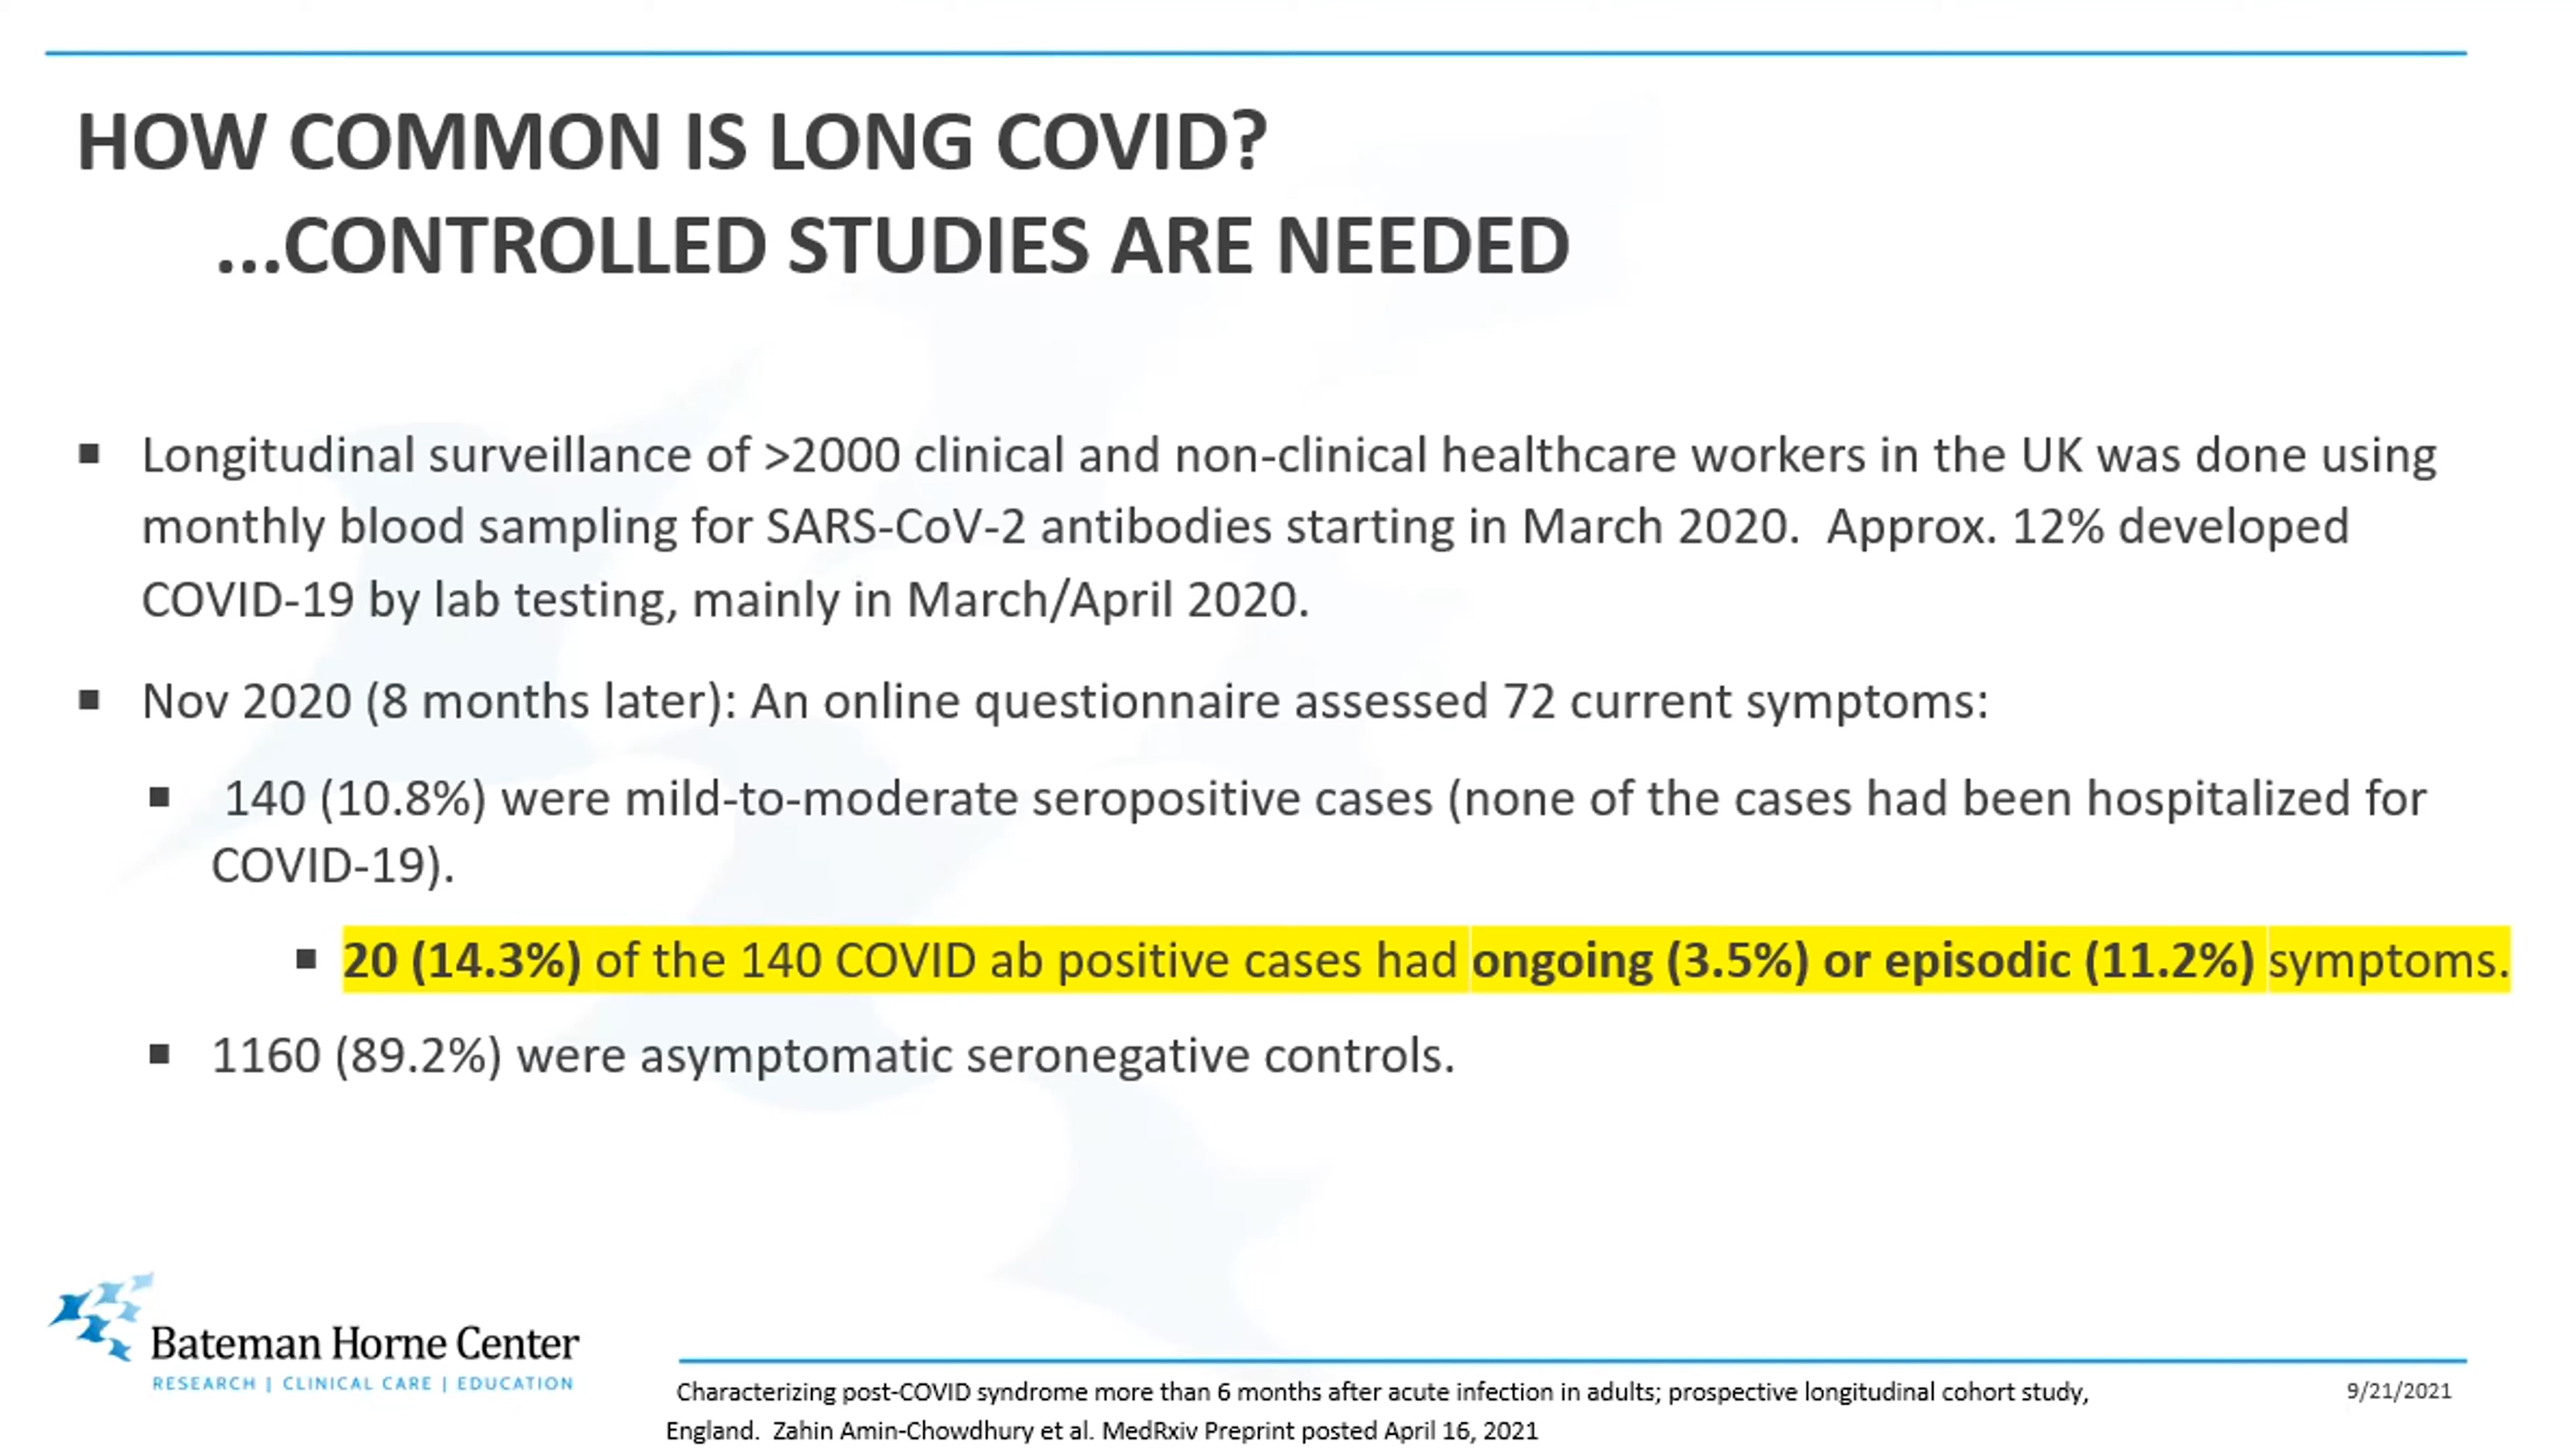 HOW COMMON IS LONG COVID?
...CONTROLLED STUDIES ARE NEEDED
▪ Longitudinal surveillance of >2000 clinical and non-clinical healthcare workers in the UK was done using
monthly blood sampling for SARS-CoV-2 antibodies starting in March 2020.  Approx. 12% developed
COVID-19 by lab testing, mainly in March/April 2020.
▪ Nov 2020 (8 months later): An online questionnaire assessed 72 current symptoms:
▪ 140 (10.8%) were mild-to-moderate seropositive cases (none of the cases had been hospitalized for
COVID-19).
▪ 20 (14.3%) of the 140 COVID ab positive cases had ongoing (3.5%) or episodic (11.2%) symptoms.
▪ 1160 (89.2%) were asymptomatic seronegative controls.
Bateman Horne Center
RESEARCH | CLINICAL CARE | EDUCATION
Characterizing post-COVID syndrome more than 6 months after acute infection in adults; prospective longitudinal cohort study,
England.  Zahin Amin-Chowdhury et al. MedRxiv Preprint posted April 16, 2021
9/21/2021